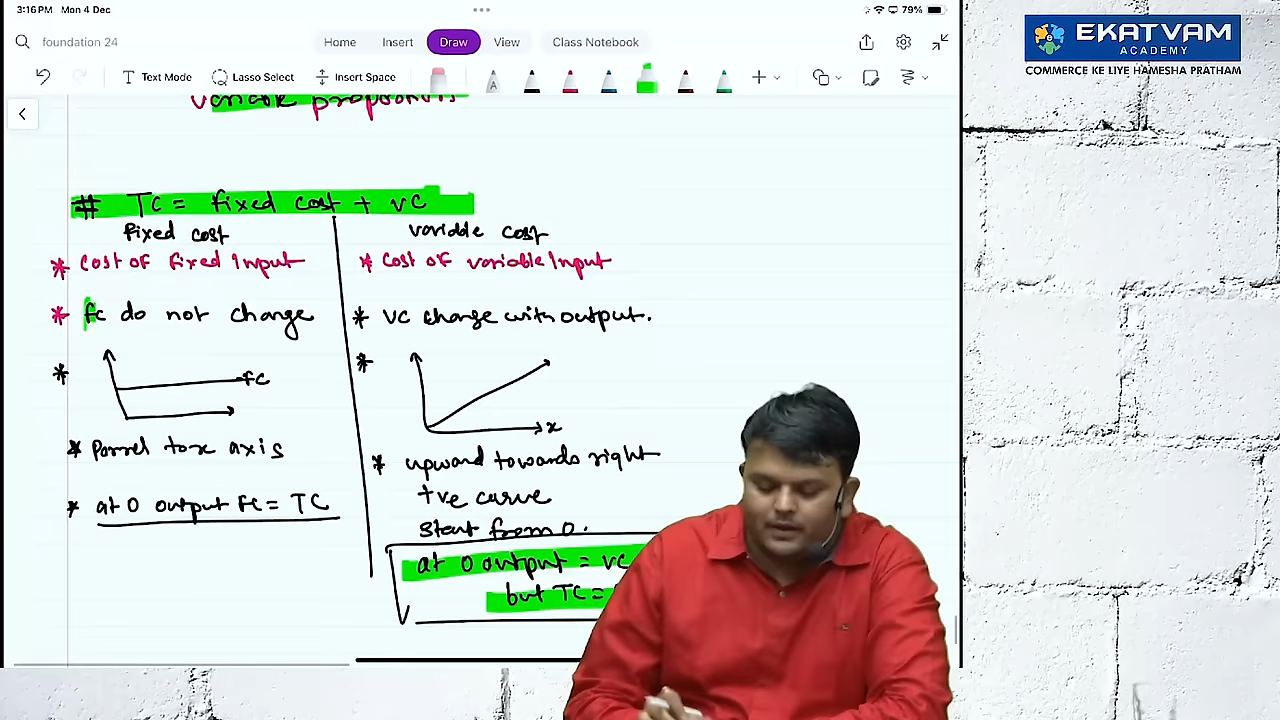 3:16 PM Mon 4 Dec
79%
foundation 24
Home Insert Draw View Class Notebook
Text Mode Lasso Select Insert Space
EKATVAM
ACADEMY
COMMERCE KE LIYE HAMESHA PRATHAM
# TC = fixed cost + VC
fixed cost
* cost of fixed Input
* fc do not change
* fC
* Parrel to x axis
* at 0 output FC = TC
variable cost
* cost of variable Input
* VC change with output.
* x
* upward towards right
+ve curve
Start from 0.
at 0 output = VC
but TC =